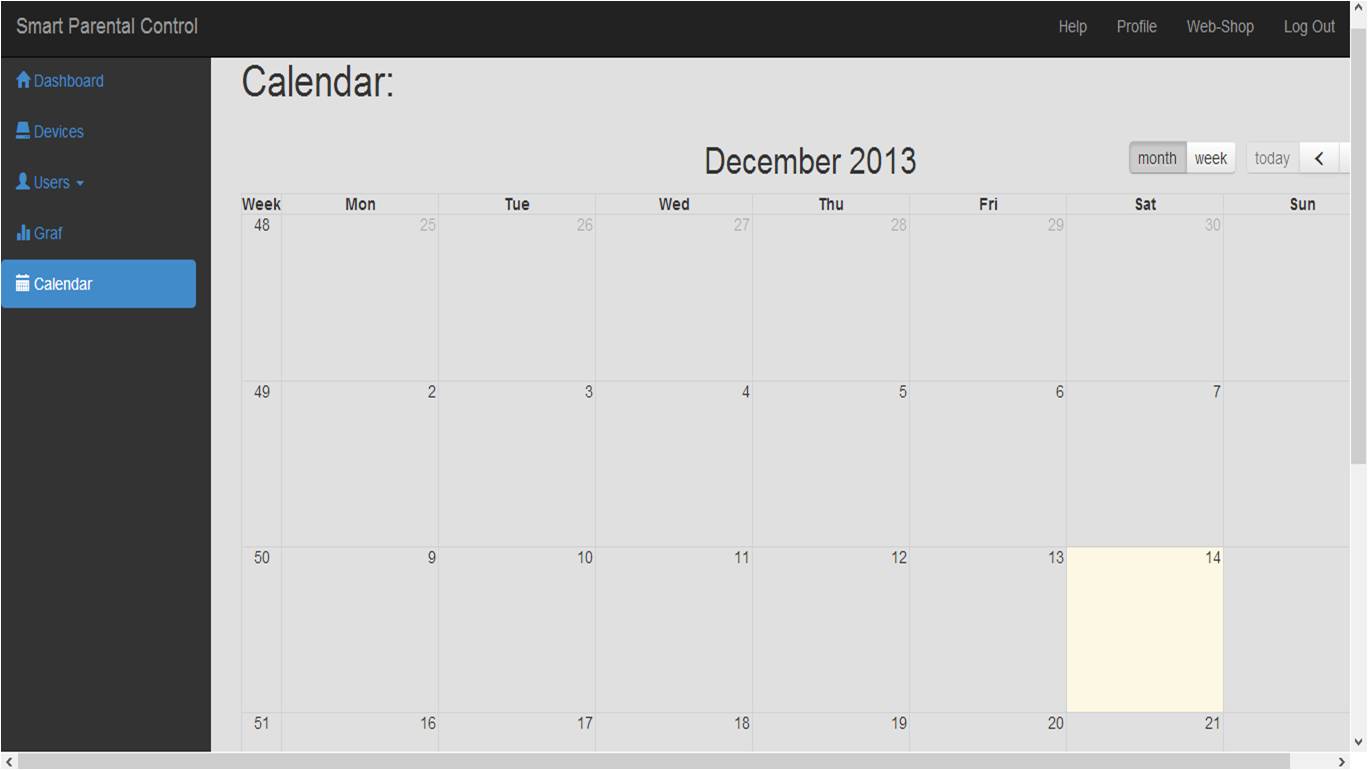 Smart Parental Control Help Profile Web-Shop Log Out
Dashboard
Devices
Users
Graf
Calendar
Calendar:
December 2013
month week today
Week Mon Tue Wed Thu Fri Sat Sun
48 25 26 27 28 29 30
49 2 3 4 5 6 7
50 9 10 11 12 13 14
51 16 17 18 19 20 21